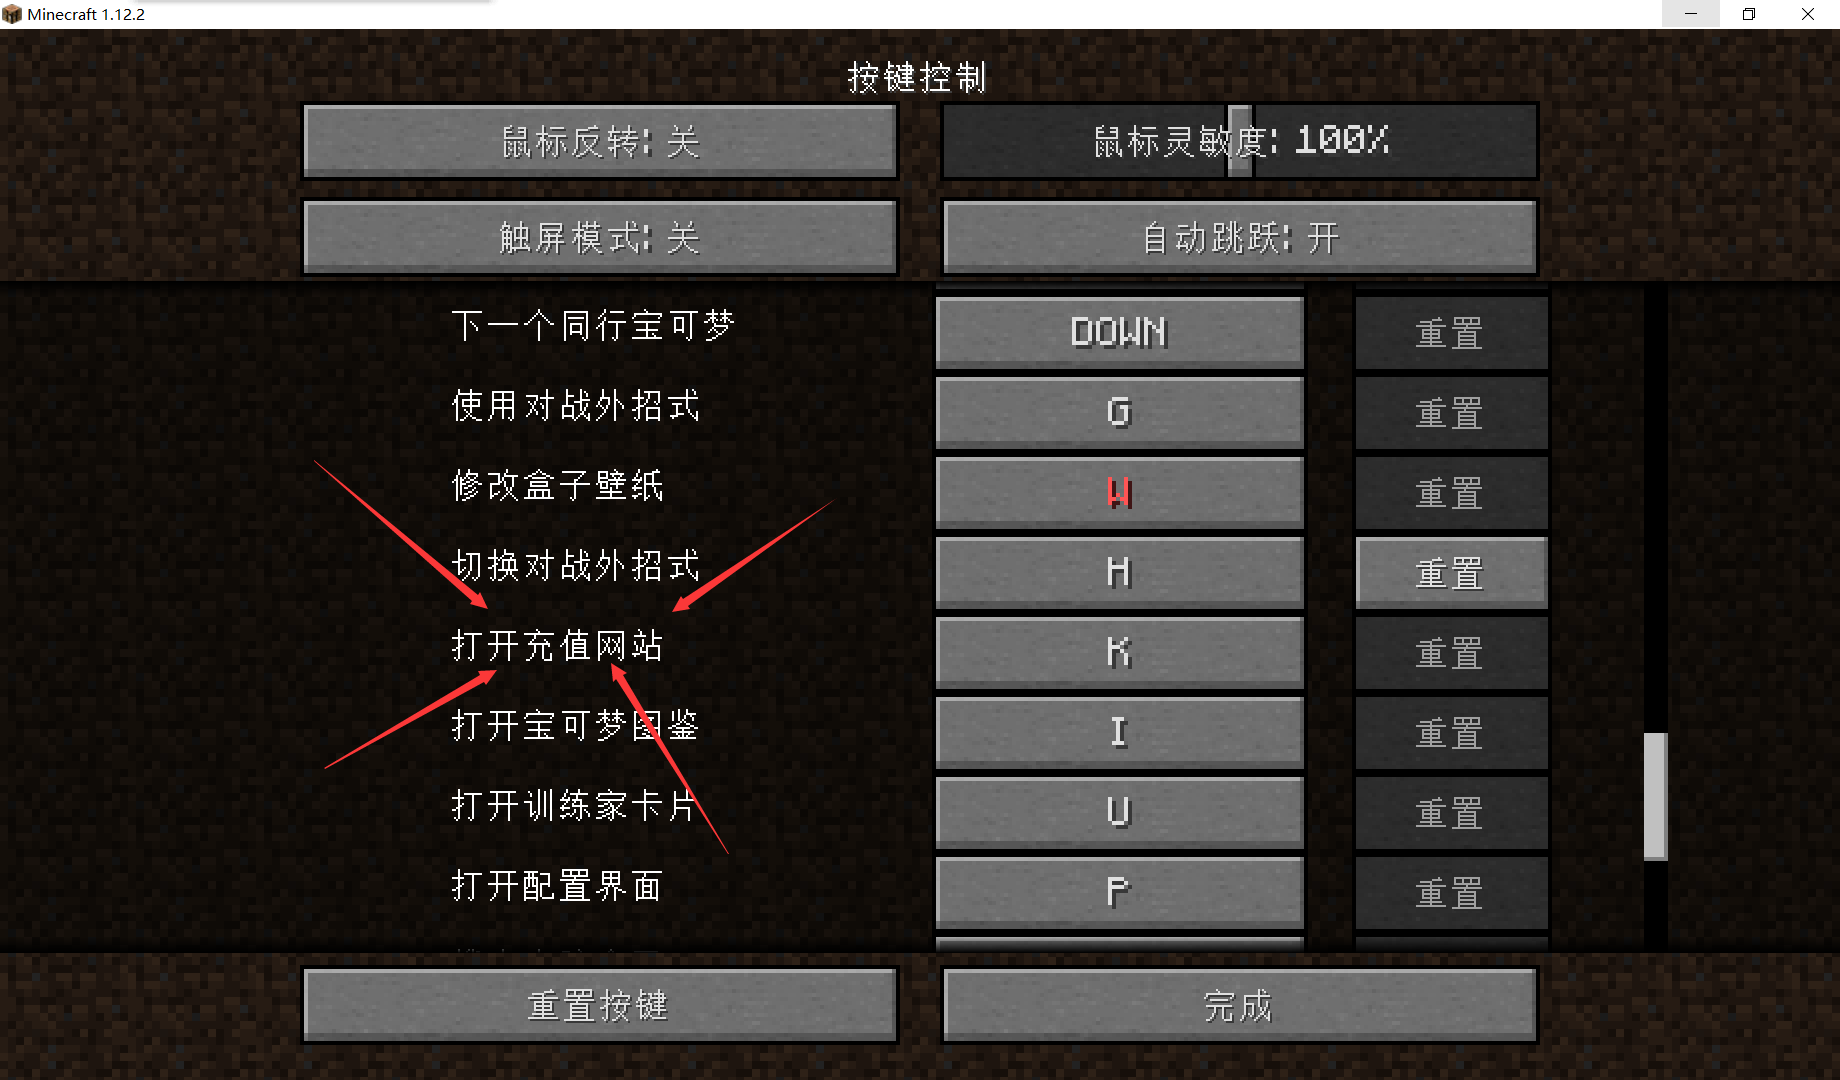 Minecraft 1.12.2
按键控制
鼠标反转: 关
鼠标灵敏度: 100%
触屏模式: 关
自动跳跃: 开
下一个同行宝可梦 DOWN 重置
使用对战外招式 G 重置
修改盒子壁纸 W 重置
切换对战外招式 H 重置
打开充值网站 K 重置
打开宝可梦图鉴 I 重置
打开训练家卡片 U 重置
打开配置界面 P 重置
重置按键
完成